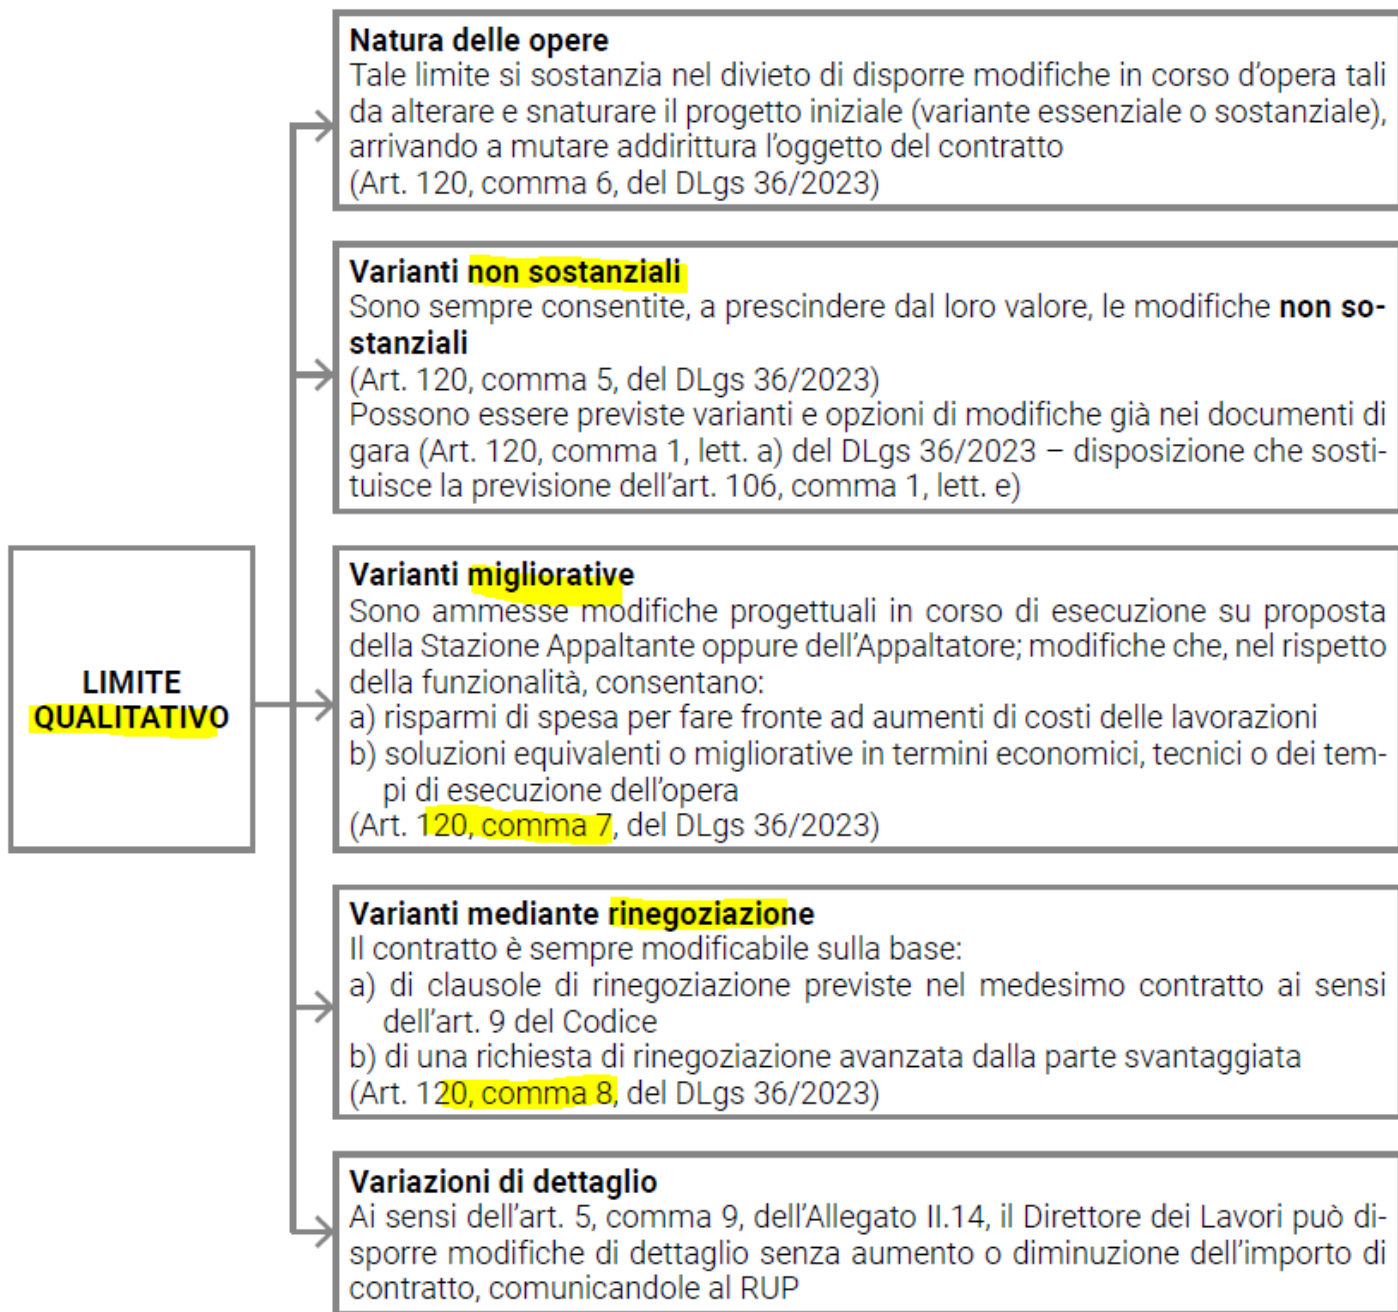 Natura delle opere
Tale limite si sostanzia nel divieto di disporre modifiche in corso d'opera tali
da alterare e snaturare il progetto iniziale (variante essenziale o sostanziale),
arrivando a mutare addirittura l'oggetto del contratto
(Art. 120, comma 6, del DLgs 36/2023)
Varianti non sostanziali
Sono sempre consentite, a prescindere dal loro valore, le modifiche non so-
stanziali
(Art. 120, comma 5, del DLgs 36/2023)
Possono essere previste varianti e opzioni di modifiche già nei documenti di
gara (Art. 120, comma 1, lett. a) del DLgs 36/2023 – disposizione che sosti-
tuisce la previsione dell'art. 106, comma 1, lett. e)
LIMITE
QUALITATIVO
Varianti migliorative
Sono ammesse modifiche progettuali in corso di esecuzione su proposta
della Stazione Appaltante oppure dell'Appaltatore; modifiche che, nel rispetto
della funzionalità, consentano:
a) risparmi di spesa per fare fronte ad aumenti di costi delle lavorazioni
b) soluzioni equivalenti o migliorative in termini economici, tecnici o dei tem-
pi di esecuzione dell'opera
(Art. 120, comma 7, del DLgs 36/2023)
Varianti mediante rinegoziazione
Il contratto è sempre modificabile sulla base:
a) di clausole di rinegoziazione previste nel medesimo contratto ai sensi
dell'art. 9 del Codice
b) di una richiesta di rinegoziazione avanzata dalla parte svantaggiata
(Art. 120, comma 8, del DLgs 36/2023)
Variazioni di dettaglio
Ai sensi dell'art. 5, comma 9, dell'Allegato II.14, il Direttore dei Lavori può di-
sporre modifiche di dettaglio senza aumento o diminuzione dell'importo di
contratto, comunicandole al RUP